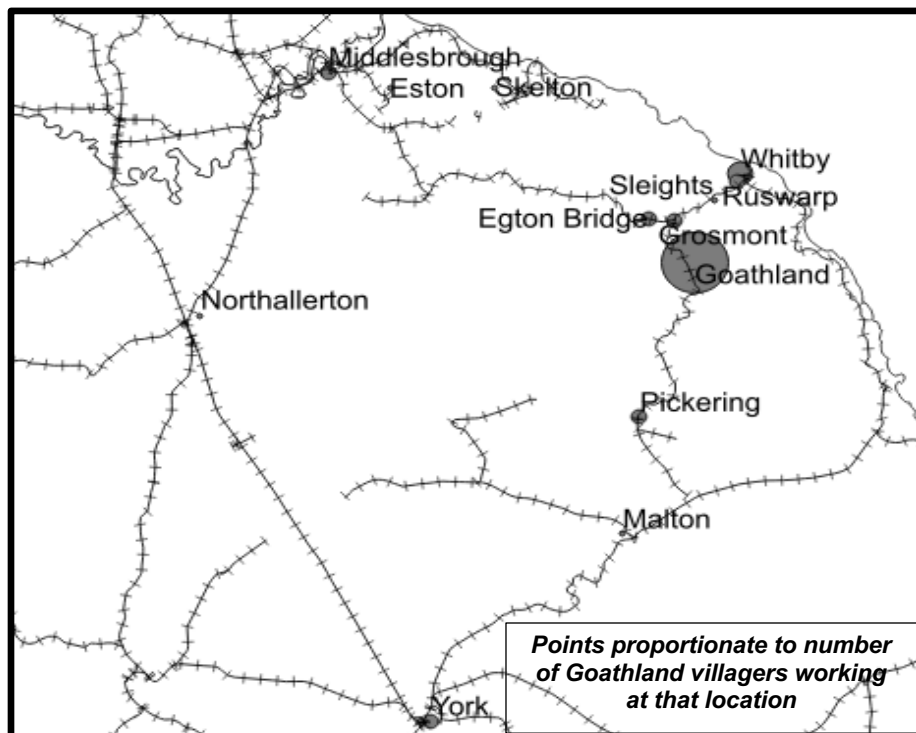 Middlesbrough
Eston
Skelton
Whitby
Sleights
Ruswarp
Egton Bridge
Grosmont
Goathland
Northallerton
Pickering
Malton
Points proportionate to number
of Goathland villagers working
at that location
York